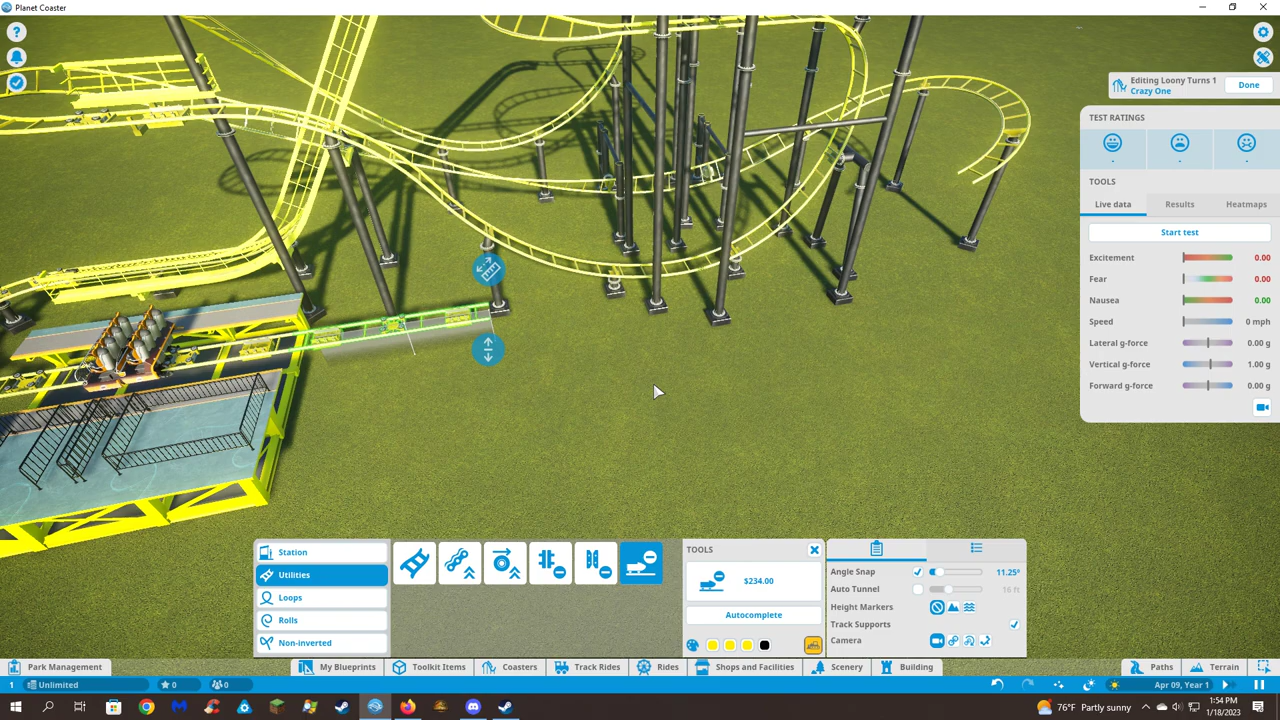 Planet Coaster
?
Editing Loony Turns 1
Crazy One
Done
TEST RATINGS
- - -
TOOLS
Live data Results Heatmaps
Start test
Excitement 0.00
Fear 0.00
Nausea 0.00
Speed 0 mph
Lateral g-force 0.00 g
Vertical g-force 1.00 g
Forward g-force 0.00 g
Station
Utilities
Loops
Rolls
Non-inverted
TOOLS
$234.00
Autocomplete
Angle Snap 11.25°
Auto Tunnel 16 ft
Height Markers
Track Supports
Camera
Park Management My Blueprints Toolkit Items Coasters Track Rides Rides Shops and Facilities Scenery Building Paths Terrain
1 Unlimited 0 0 Apr 09, Year 1
76°F Partly sunny
1:54 PM
1/18/2023